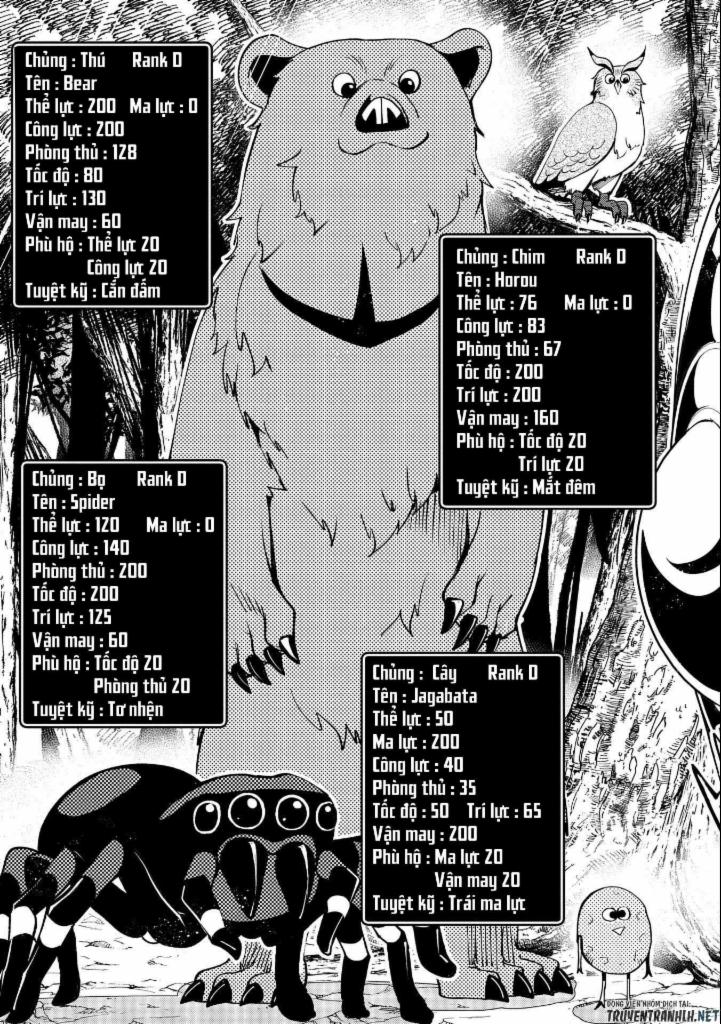 Chủng : Thú Rank D
Tên : Bear
Thể lực : 200 Ma lực : 0
Công lực : 200
Phòng thủ : 128
Tốc độ : 80
Trí lực : 130
Vận may : 60
Phù hộ : Thể lực 20
Công lực 20
Tuyệt kỹ : Cắn đấm
Chủng : Chim Rank D
Tên : Horou
Thể lực : 76 Ma lực : 0
Công lực : 83
Phòng thủ : 67
Tốc độ : 200
Trí lực : 200
Vận may : 160
Phù hộ : Tốc độ 20
Trí lực 20
Tuyệt kỹ : Mắt đêm
Chủng : Bọ Rank D
Tên : Spider
Thể lực : 120 Ma lực : 0
Công lực : 140
Phòng thủ : 200
Tốc độ : 200
Trí lực : 125
Vận may : 60
Phù hộ : Tốc độ 20
Phòng thủ 20
Tuyệt kỹ : Tơ nhện
Chủng : Cây Rank D
Tên : Jagabata
Thể lực : 50
Ma lực : 200
Công lực : 40
Phòng thủ : 35
Tốc độ : 50 Trí lực : 65
Vận may : 200
Phù hộ : Ma lực 20
Vận may 20
Tuyệt kỹ : Trái ma lực
ĐỘNG VIÊN NHÓM DỊCH TẠI:
TRUYENTRANHLH.NET